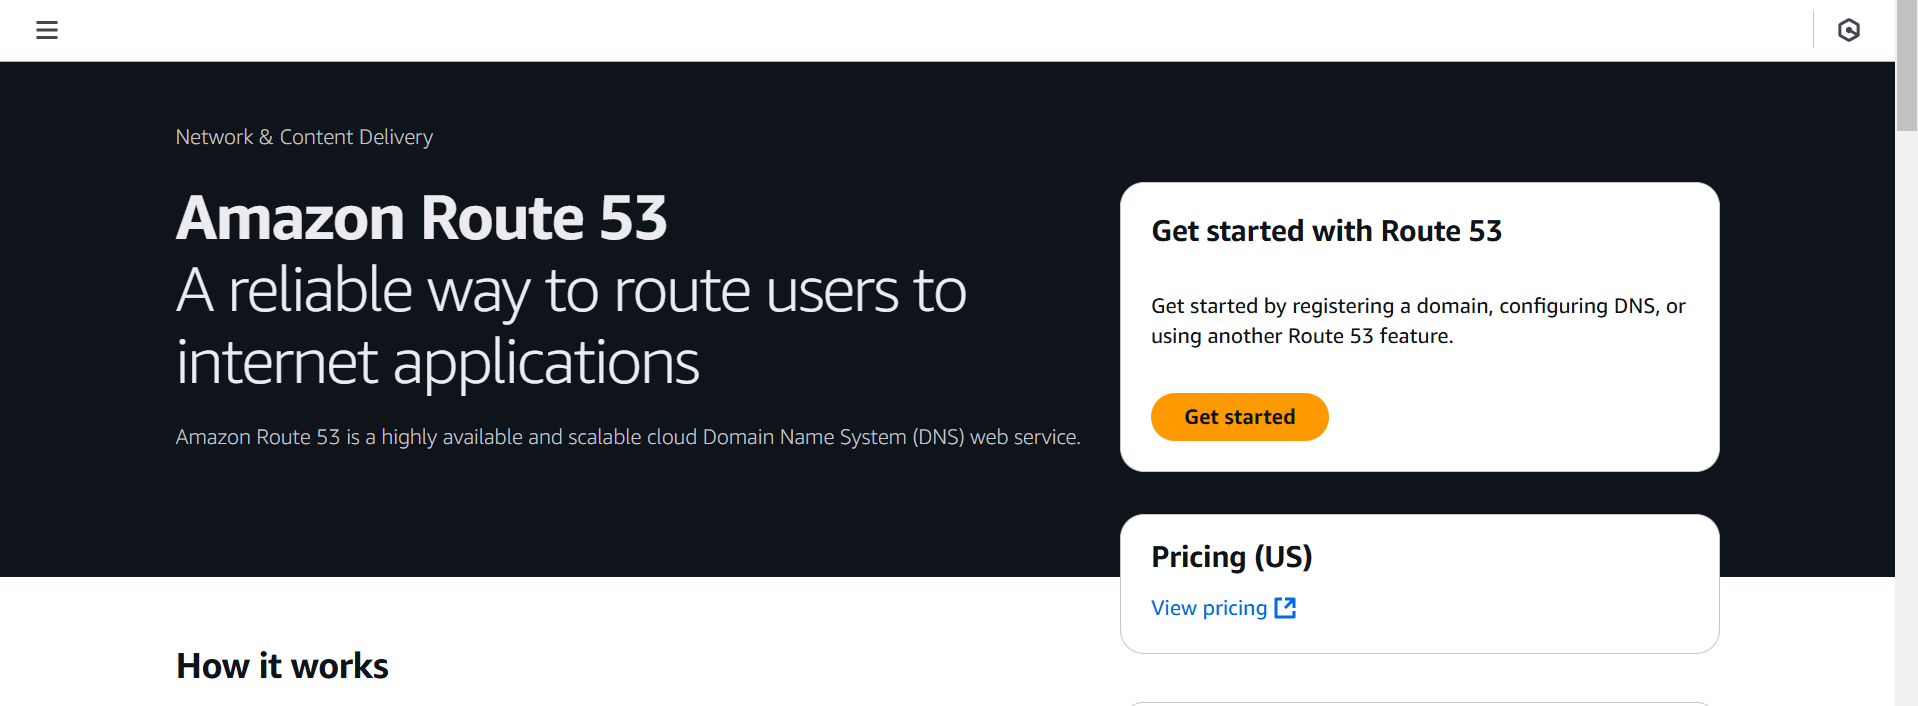 Network & Content Delivery
Amazon Route 53
A reliable way to route users to
internet applications
Amazon Route 53 is a highly available and scalable cloud Domain Name System (DNS) web service.
Get started with Route 53
Get started by registering a domain, configuring DNS, or
using another Route 53 feature.
Get started
Pricing (US)
View pricing
How it works